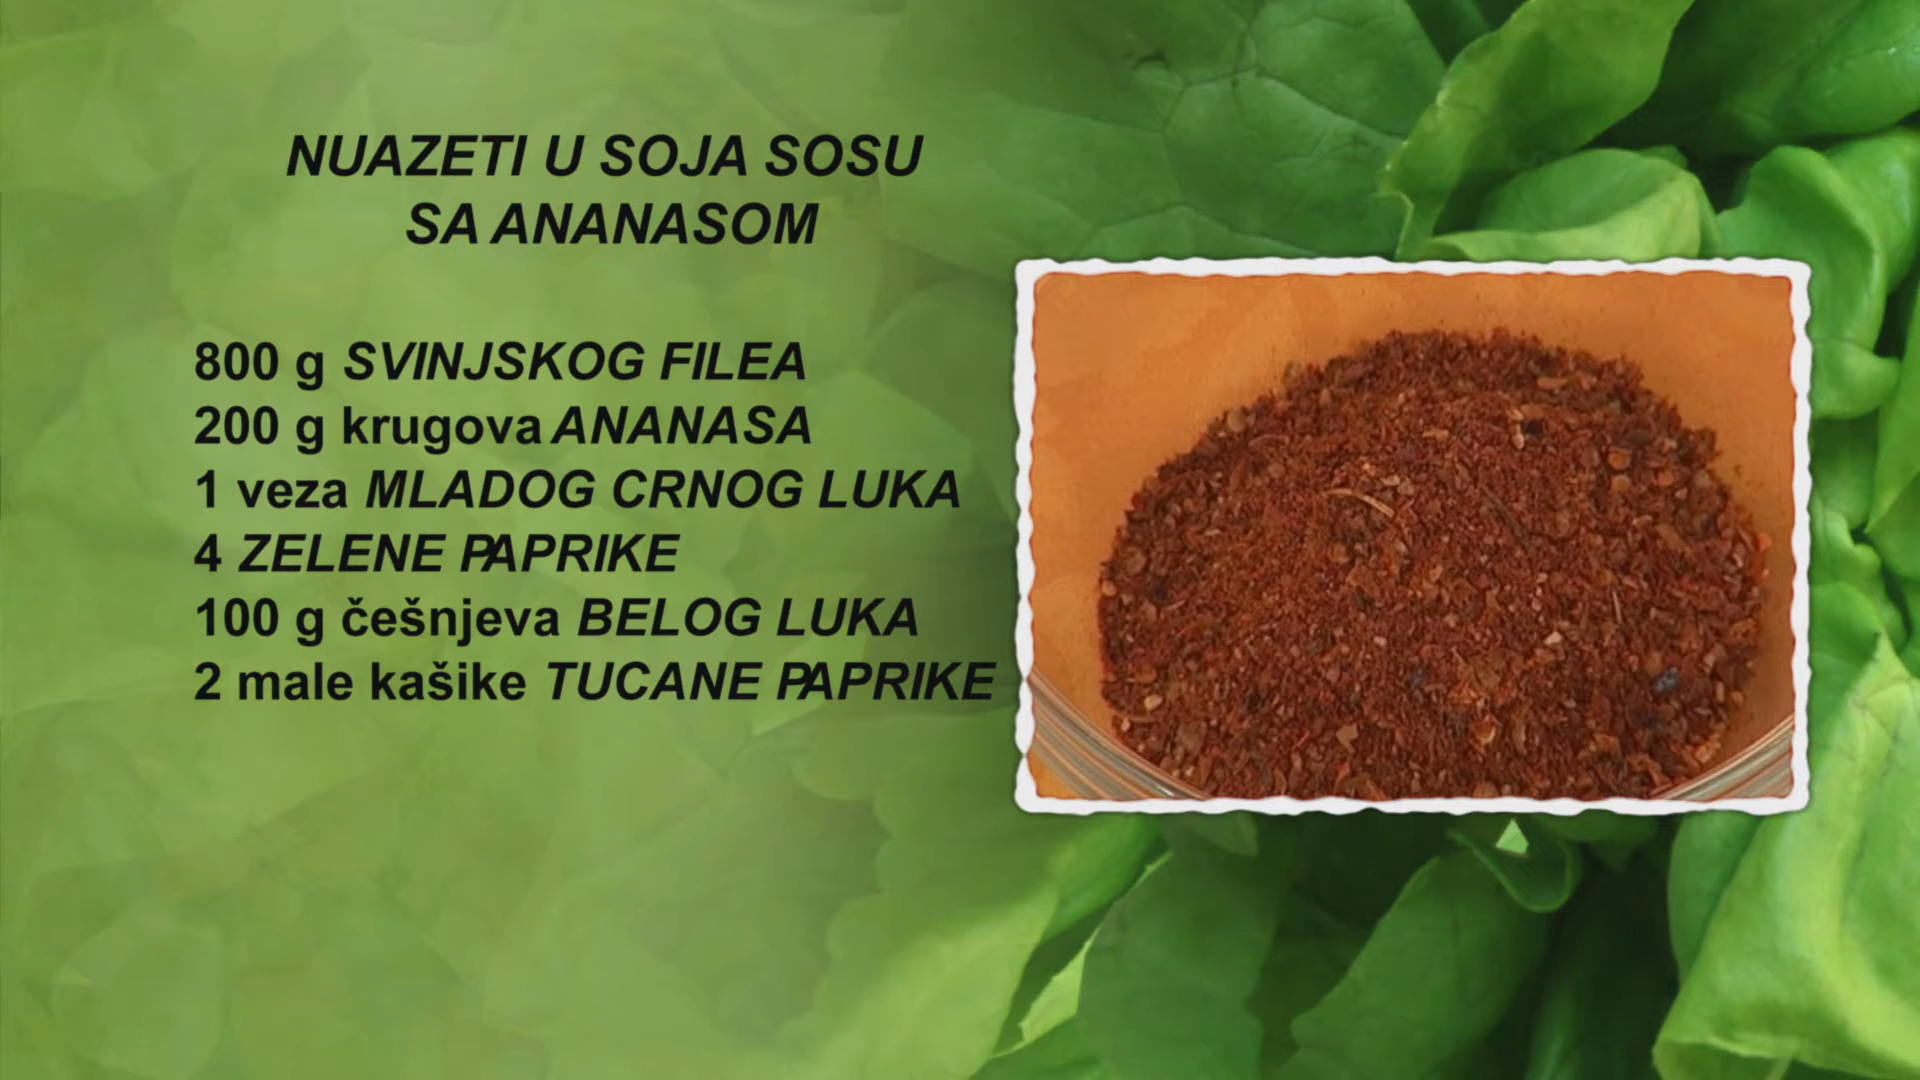 NUAZETI U SOJA SOSU
SA ANANASOM
800 g SVINJSKOG FILEA
200 g krugova ANANASA
1 veza MLADOG CRNOG LUKA
4 ZELENE PAPRIKE
100 g češnjeva BELOG LUKA
2 male kašike TUCANE PAPRIKE